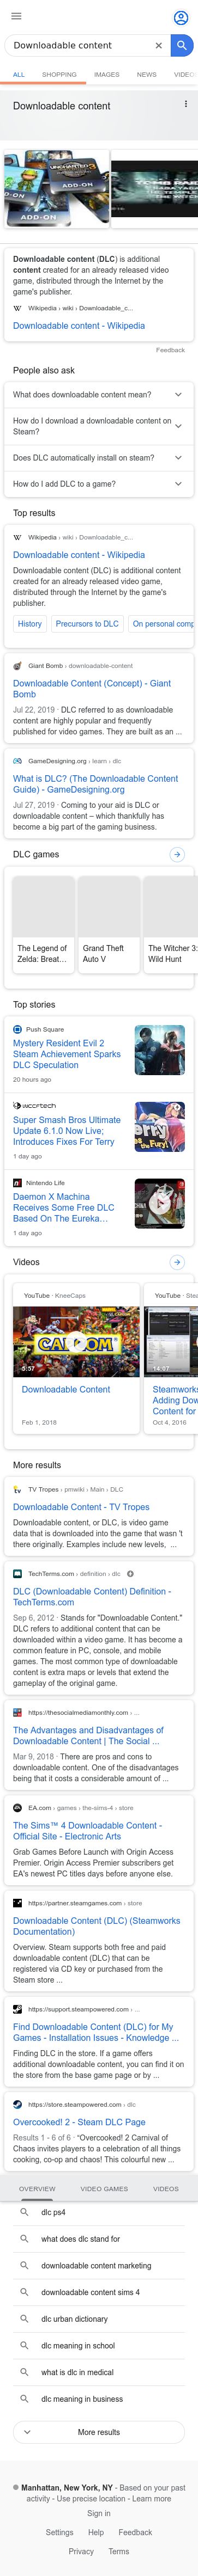 Downloadable content
ALL SHOPPING IMAGES NEWS VIDEO
Downloadable content
UNCHARTED 3
ADD-ON
ADD-ON
TOMB RAIDER
Downloadable content (DLC) is additional
content created for an already released video
game, distributed through the Internet by the
game's publisher.
Wikipedia › wiki › Downloadable_c...
Downloadable content - Wikipedia
Feedback
People also ask
What does downloadable content mean?
How do I download a downloadable content on
Steam?
Does DLC automatically install on steam?
How do I add DLC to a game?
Top results
Wikipedia › wiki › Downloadable_c...
Downloadable content - Wikipedia
Downloadable content (DLC) is additional content
created for an already released video game,
distributed through the Internet by the game's
publisher.
History Precursors to DLC On personal comp
Giant Bomb › downloadable-content
Downloadable Content (Concept) - Giant
Bomb
Jul 22, 2019 · DLC referred to as downloadable
content are highly popular and frequently
published for video games. They are built as an ...
GameDesigning.org › learn › dlc
What is DLC? (The Downloadable Content
Guide) - GameDesigning.org
Jul 27, 2019 · Coming to your aid is DLC or
downloadable content – which thankfully has
become a big part of the gaming business.
DLC games
The Legend of
Zelda: Breat…
Grand Theft
Auto V
The Witcher 3:
Wild Hunt
Top stories
Push Square
Mystery Resident Evil 2
Steam Achievement Sparks
DLC Speculation
20 hours ago
wccftech
Super Smash Bros Ultimate
Update 6.1.0 Now Live;
Introduces Fixes For Terry
1 day ago
Nintendo Life
Daemon X Machina
Receives Some Free DLC
Based On The Eureka…
1 day ago
Videos
YouTube · KneeCaps
CAPCOM
5:57
Downloadable Content
Feb 1, 2018
YouTube · Stea
14:07
Steamworks
Adding Dow
Content for
Oct 4, 2016
More results
TV Tropes › pmwiki › Main › DLC
Downloadable Content - TV Tropes
Downloadable content, or DLC, is video game
data that is downloaded into the game that wasn 't
there originally. Examples include new levels, ...
TechTerms.com › definition › dlc
DLC (Downloadable Content) Definition -
TechTerms.com
Sep 6, 2012 · Stands for "Downloadable Content."
DLC refers to additional content that can be
downloaded within a video game. It has become a
common feature in PC, console, and mobile
games. The most common type of downloadable
content is extra maps or levels that extend the
gameplay of the original game.
https://thesocialmediamonthly.com › ...
The Advantages and Disadvantages of
Downloadable Content | The Social ...
Mar 9, 2018 · There are pros and cons to
downloadable content. One of the disadvantages
being that it costs a considerable amount of ...
EA.com › games › the-sims-4 › store
The Sims™ 4 Downloadable Content -
Official Site - Electronic Arts
Grab Games Before Launch with Origin Access
Premier. Origin Access Premier subscribers get
EA's newest PC titles days before anyone else.
https://partner.steamgames.com › store
Downloadable Content (DLC) (Steamworks
Documentation)
Overview. Steam supports both free and paid
downloadable content (DLC) that can be
registered via CD key or purchased from the
Steam store ...
https://support.steampowered.com › ...
Find Downloadable Content (DLC) for My
Games - Installation Issues - Knowledge ...
Finding DLC in the store. If a game offers
additional downloadable content, you can find it on
the store from the base game page or by ...
https://store.steampowered.com › dlc
Overcooked! 2 - Steam DLC Page
Results 1 - 6 of 6 · “Overcooked! 2 Carnival of
Chaos invites players to a celebration of all things
cooking, co-op and chaos! This colourful new ...
OVERVIEW VIDEO GAMES VIDEOS
dlc ps4
what does dlc stand for
downloadable content marketing
downloadable content sims 4
dlc urban dictionary
dlc meaning in school
what is dlc in medical
dlc meaning in business
More results
Manhattan, New York, NY - Based on your past
activity - Use precise location - Learn more
Sign in
Settings Help Feedback
Privacy Terms